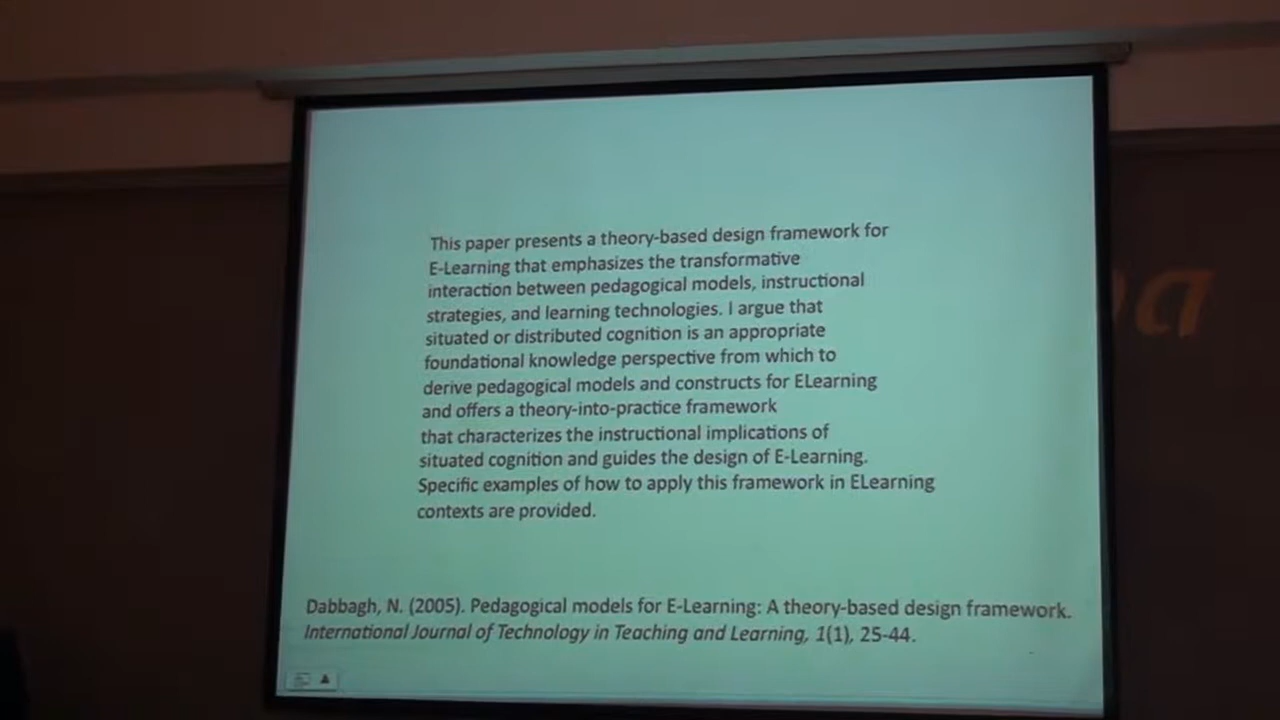 This paper presents a theory-based design framework for
E-Learning that emphasizes the transformative
interaction between pedagogical models, instructional
strategies, and learning technologies. I argue that
situated or distributed cognition is an appropriate
foundational knowledge perspective from which to
derive pedagogical models and constructs for ELearning
and offers a theory-into-practice framework
that characterizes the instructional implications of
situated cognition and guides the design of E-Learning.
Specific examples of how to apply this framework in ELearning
contexts are provided.
Dabbagh, N. (2005). Pedagogical models for E-Learning: A theory-based design framework.
International Journal of Technology in Teaching and Learning, 1(1), 25-44.